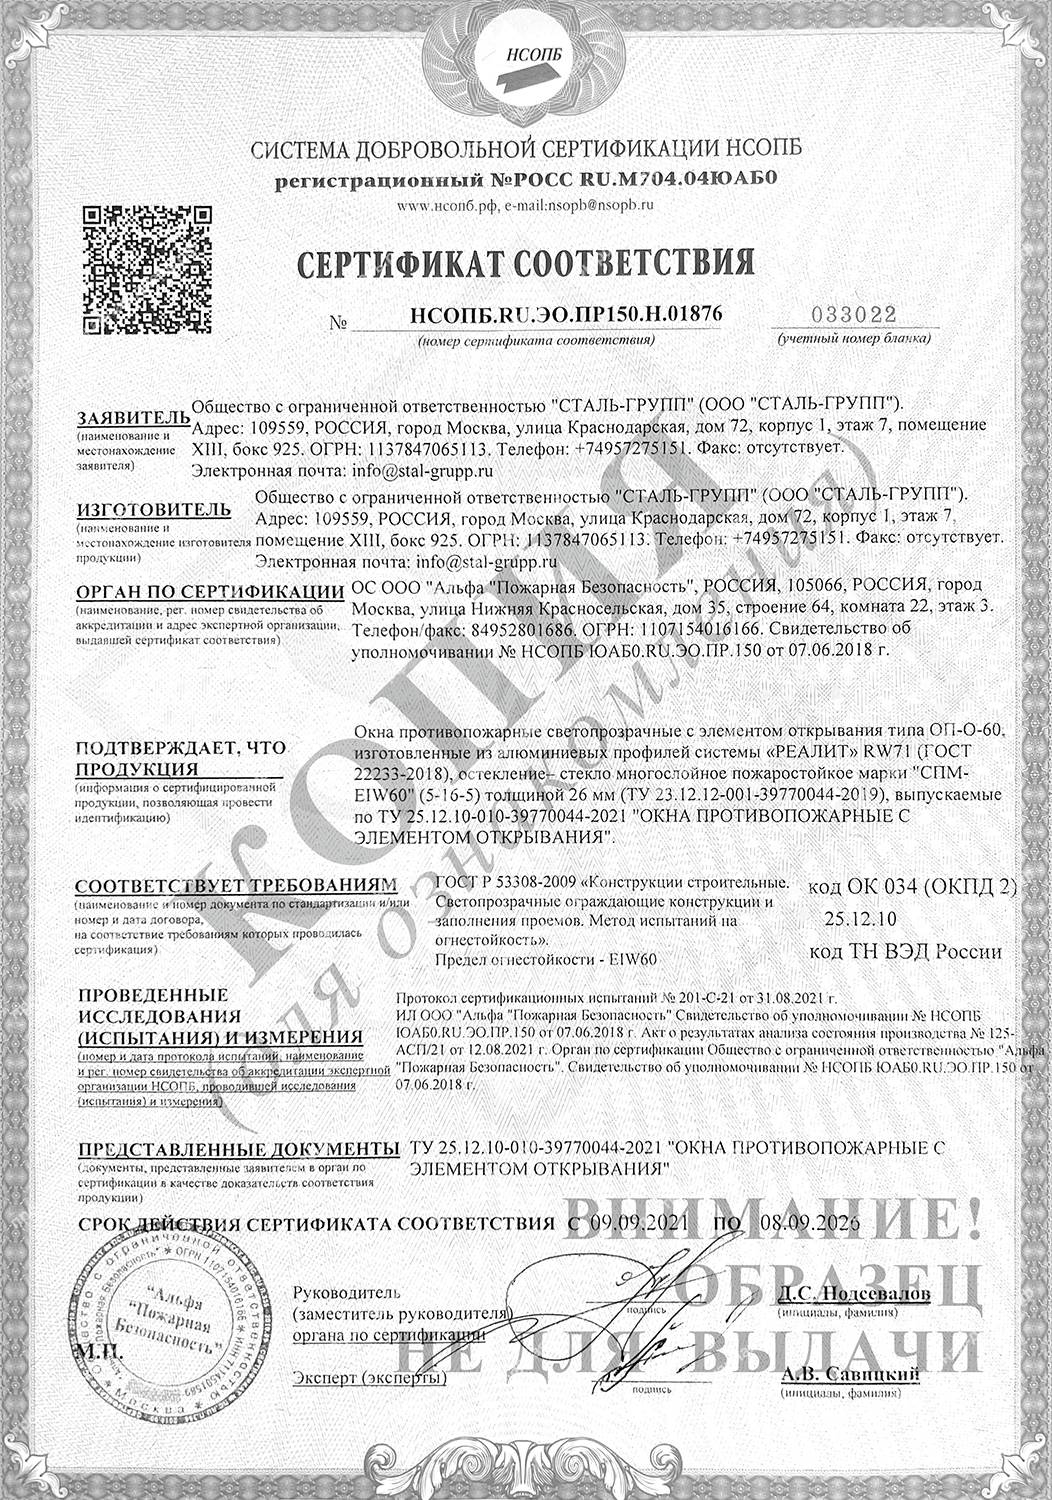 НСОПБ
СИСТЕМА ДОБРОВОЛЬНОЙ СЕРТИФИКАЦИИ НСОПБ
регистрационный №РОСС RU.М704.04ЮАБ0
www.нсопб.рф, e-mail:nsopb@nsopb.ru
СЕРТИФИКАТ СООТВЕТСТВИЯ
№ НСОПБ.RU.ЭО.ПР150.Н.01876
(номер сертификата соответствия)
033022
(учетный номер бланка)
ЗАЯВИТЕЛЬ
(наименование и
местонахождение
заявителя)
Общество с ограниченной ответственностью "СТАЛЬ-ГРУПП" (ООО "СТАЛЬ-ГРУПП").
Адрес: 109559, РОССИЯ, город Москва, улица Краснодарская, дом 72, корпус 1, этаж 7, помещение
XIII, бокс 925. ОГРН: 1137847065113. Телефон: +74957275151. Факс: отсутствует.
Электронная почта: info@stal-grupp.ru
ИЗГОТОВИТЕЛЬ
(наименование и
местонахождение изготовителя
продукции)
Общество с ограниченной ответственностью "СТАЛЬ-ГРУПП" (ООО "СТАЛЬ-ГРУПП").
Адрес: 109559, РОССИЯ, город Москва, улица Краснодарская, дом 72, корпус 1, этаж 7,
помещение XIII, бокс 925. ОГРН: 1137847065113. Телефон: +74957275151. Факс: отсутствует.
Электронная почта: info@stal-grupp.ru
ОРГАН ПО СЕРТИФИКАЦИИ
(наименование, рег. номер свидетельства об
аккредитации и адрес экспертной организации,
выдавшей сертификат соответствия)
ОС ООО "Альфа "Пожарная Безопасность", РОССИЯ, 105066, РОССИЯ, город
Москва, улица Нижняя Красносельская, дом 35, строение 64, комната 22, этаж 3.
Телефон/факс: 84952801686. ОГРН: 1107154016166. Свидетельство об
уполномочивании № НСОПБ ЮАБ0.RU.ЭО.ПР.150 от 07.06.2018 г.
ПОДТВЕРЖДАЕТ, ЧТО
ПРОДУКЦИЯ
(информация о сертифицированной
продукции, позволяющая провести
идентификацию)
Окна противопожарные светопрозрачные с элементом открывания типа ОП-О-60,
изготовленные из алюминиевых профилей системы «РЕАЛИТ» RW71 (ГОСТ
22233-2018), остекление– стекло многослойное пожаростойкое марки "СПМ-
EIW60" (5-16-5) толщиной 26 мм (ТУ 23.12.12-001-39770044-2019), выпускаемые
по ТУ 25.12.10-010-39770044-2021 "ОКНА ПРОТИВОПОЖАРНЫЕ С
ЭЛЕМЕНТОМ ОТКРЫВАНИЯ".
СООТВЕТСТВУЕТ ТРЕБОВАНИЯМ
(наименование и номер документа по стандартизации и/или
номер и дата договора,
на соответствие требованиям которых проводилась
сертификация)
ГОСТ Р 53308-2009 «Конструкции строительные.
Светопрозрачные ограждающие конструкции и
заполнения проемов. Метод испытаний на
огнестойкость».
Предел огнестойкости - EIW60
код ОК 034 (ОКПД 2)
25.12.10
код ТН ВЭД России
ПРОВЕДЕННЫЕ
ИССЛЕДОВАНИЯ
(ИСПЫТАНИЯ) И ИЗМЕРЕНИЯ
(номер и дата протокола испытаний, наименование
и рег. номер свидетельства об аккредитации экспертной
организации НСОПБ, проводившей исследования
(испытания) и измерения)
Протокол сертификационных испытаний № 201-С-21 от 31.08.2021 г.
ИЛ ООО "Альфа "Пожарная Безопасность" Свидетельство об уполномочивании № НСОПБ
ЮАБ0.RU.ЭО.ПР.150 от 07.06.2018 г. Акт о результатах анализа состояния производства № 125-
АСП/21 от 12.08.2021 г. Орган по сертификации Общество с ограниченной ответственностью "Альфа
"Пожарная Безопасность". Свидетельство об уполномочивании № НСОПБ ЮАБ0.RU.ЭО.ПР.150 от
07.06.2018 г.
ПРЕДСТАВЛЕННЫЕ ДОКУМЕНТЫ
(документы, представленные заявителем в орган по
сертификации в качестве доказательств соответствия
продукции)
ТУ 25.12.10-010-39770044-2021 "ОКНА ПРОТИВОПОЖАРНЫЕ С
ЭЛЕМЕНТОМ ОТКРЫВАНИЯ"
СРОК ДЕЙСТВИЯ СЕРТИФИКАТА СООТВЕТСТВИЯ С 09.09.2021 ПО 08.09.2026
Руководитель
(заместитель руководителя)
органа по сертификации
подпись
Д.С. Нодсевалов
(инициалы, фамилия)
Эксперт (эксперты)
подпись
А.В. Савицкий
(инициалы, фамилия)
М.П.
"Альфа
"Пожарная
Безопасность"
Москва
КОПИЯ
(для ознакомления)
ВНИМАНИЕ!
ОБРАЗЕЦ
НЕ ДЛЯ ВЫДАЧИ